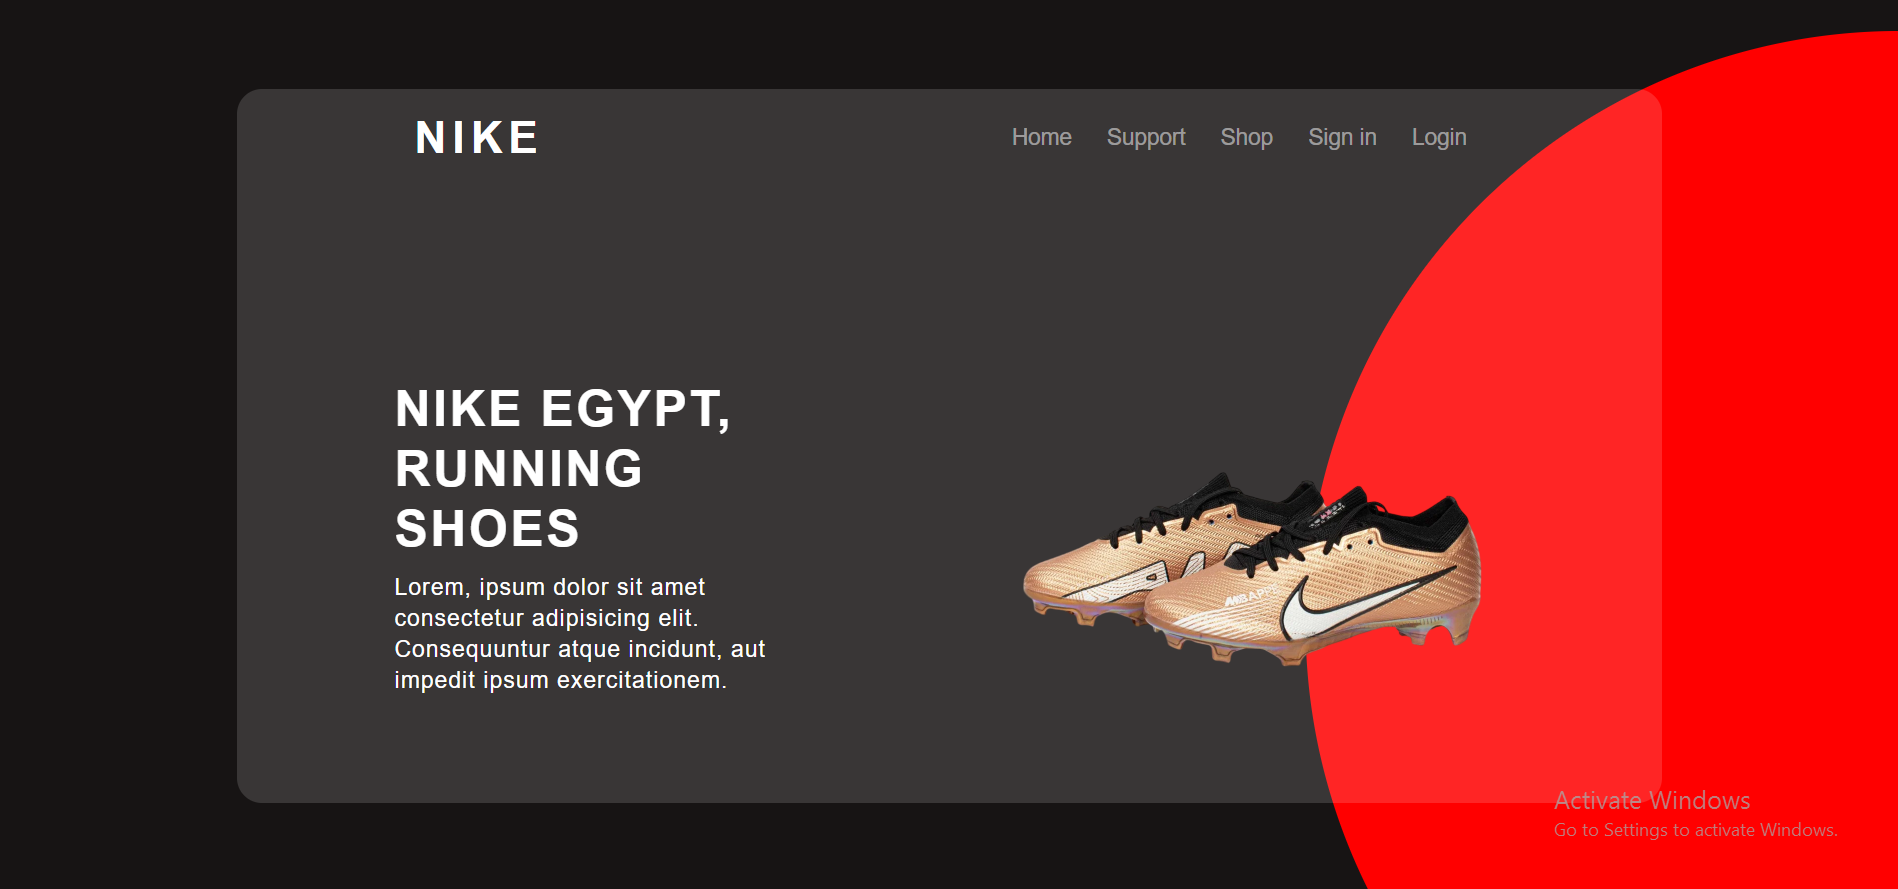 NIKE
Home Support Shop Sign in Login
NIKE EGYPT,
RUNNING
SHOES
Lorem, ipsum dolor sit amet
consectetur adipisicing elit.
Consequuntur atque incidunt, aut
impedit ipsum exercitationem.
Activate Windows
Go to Settings to activate Windows.